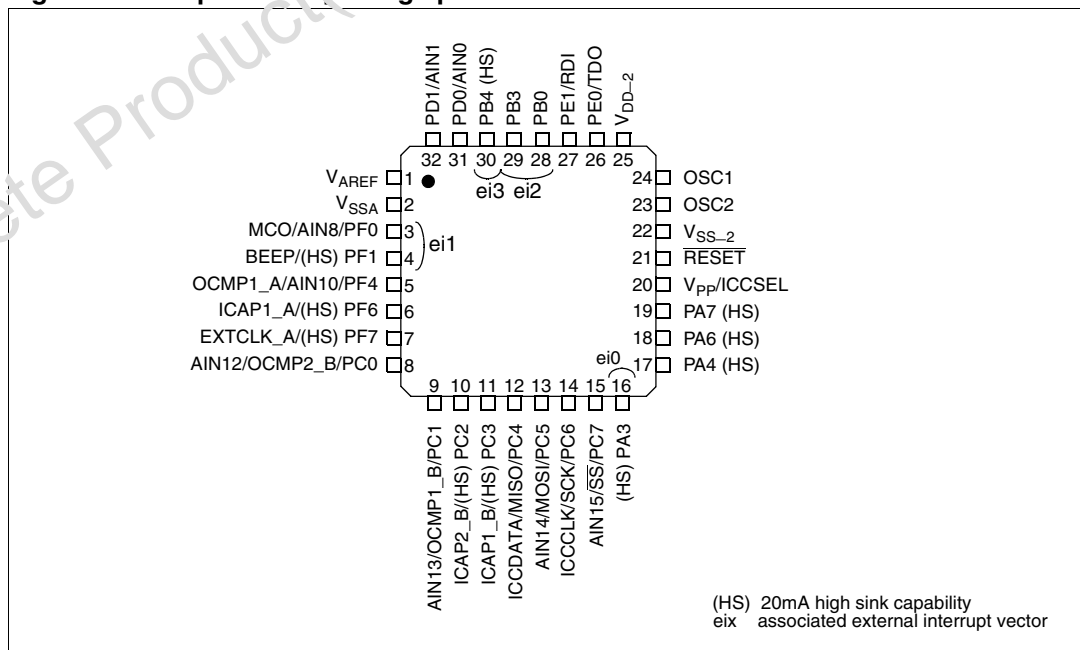 PD1/AIN1
PD0/AIN0
PB4 (HS)
PB3
PB0
PE1/RDI
PE0/TDO
VDD–2
32 31 30 29 28 27 26 25
ei3 ei2
VAREF 1
VSSA 2
MCO/AIN8/PF0 3
BEEP/(HS) PF1 4
ei1
OCMP1_A/AIN10/PF4 5
ICAP1_A/(HS) PF6 6
EXTCLK_A/(HS) PF7 7
AIN12/OCMP2_B/PC0 8
24 OSC1
23 OSC2
22 VSS–2
21 RESET
20 VPP/ICCSEL
19 PA7 (HS)
18 PA6 (HS)
17 PA4 (HS)
ei0
9 10 11 12 13 14 15 16
AIN13/OCMP1_B/PC1
ICAP2_B/(HS) PC2
ICAP1_B/(HS) PC3
ICCDATA/MISO/PC4
AIN14/MOSI/PC5
ICCCLK/SCK/PC6
AIN15/SS/PC7
(HS) PA3
(HS) 20mA high sink capability
eix associated external interrupt vector